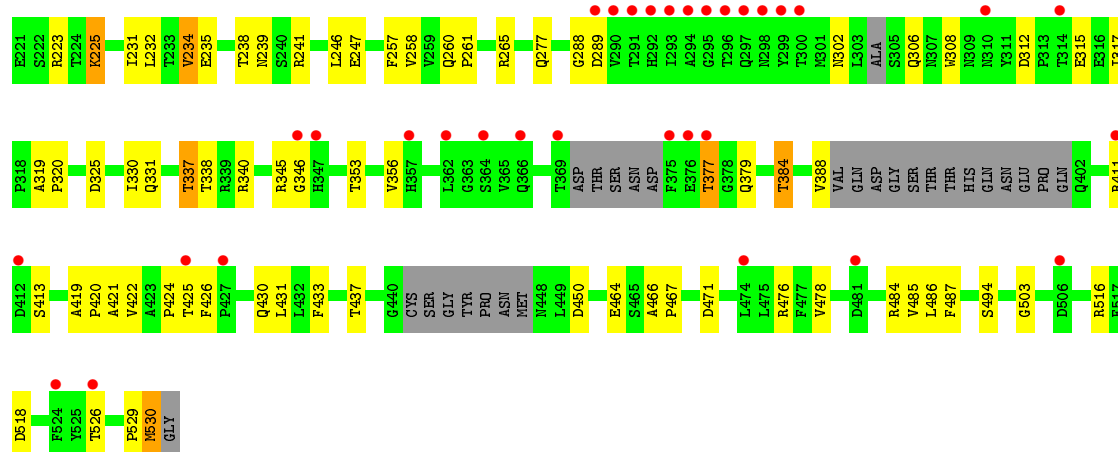 E221 S222 R223 T224 K225 I231 L232 T233 V234 E235 T238 N239 S240 R241 L246 E247 F257 V258 V259 Q260 P261 R265 Q277 G288 D289 V290 T291 H292 I293 A294 G295 T296 Q297 N298 Y299 T300 M301 N302 L303 ALA S305 Q306 N307 W308 N309 N310 Y311 D312 P313 T314 E315 E316
P318 A319 P320 D325 I330 Q331 T337 T338 R339 R340 R345 G346 H347 T353 V356 H357 L362 G363 S364 V365 Q366 T369 ASP THR SER ASN ASP F375 E376 T377 G378 Q379 T384 V388 VAL GLN ASP GLY SER THR THR HIS GLN ASN GLU PRO GLN Q402
D412 S413 A419 P420 A421 V422 A423 P424 T425 F426 P427 Q430 L431 L432 F433 T437 G440 CYS SER GLY TYR PRO ASN MET N448 L449 D450 E464 S465 A466 P467 D471 L474 L475 R476 F477 V478 D481 R484 V485 L486 F487 S494 G503 D506 R516
D518 F524 Y525 T526 P529 M530 GLY